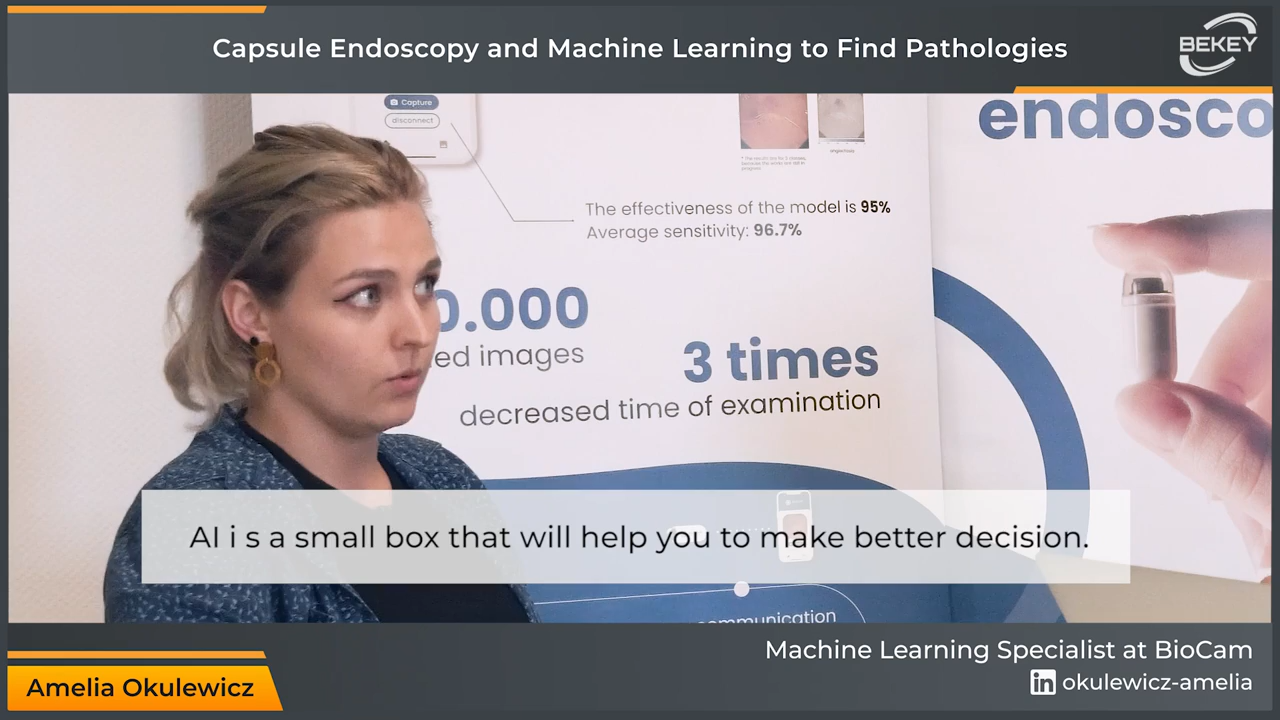 Capsule Endoscopy and Machine Learning to Find Pathologies
BEKEY
Capture
disconnect
endosco
The effectiveness of the model is 95%
Average sensitivity: 96.7%
0.000
ed images
3 times
decreased time of examination
AI i s a small box that will help you to make better decision.
communication
Machine Learning Specialist at BioCam
Amelia Okulewicz
in okulewicz-amelia